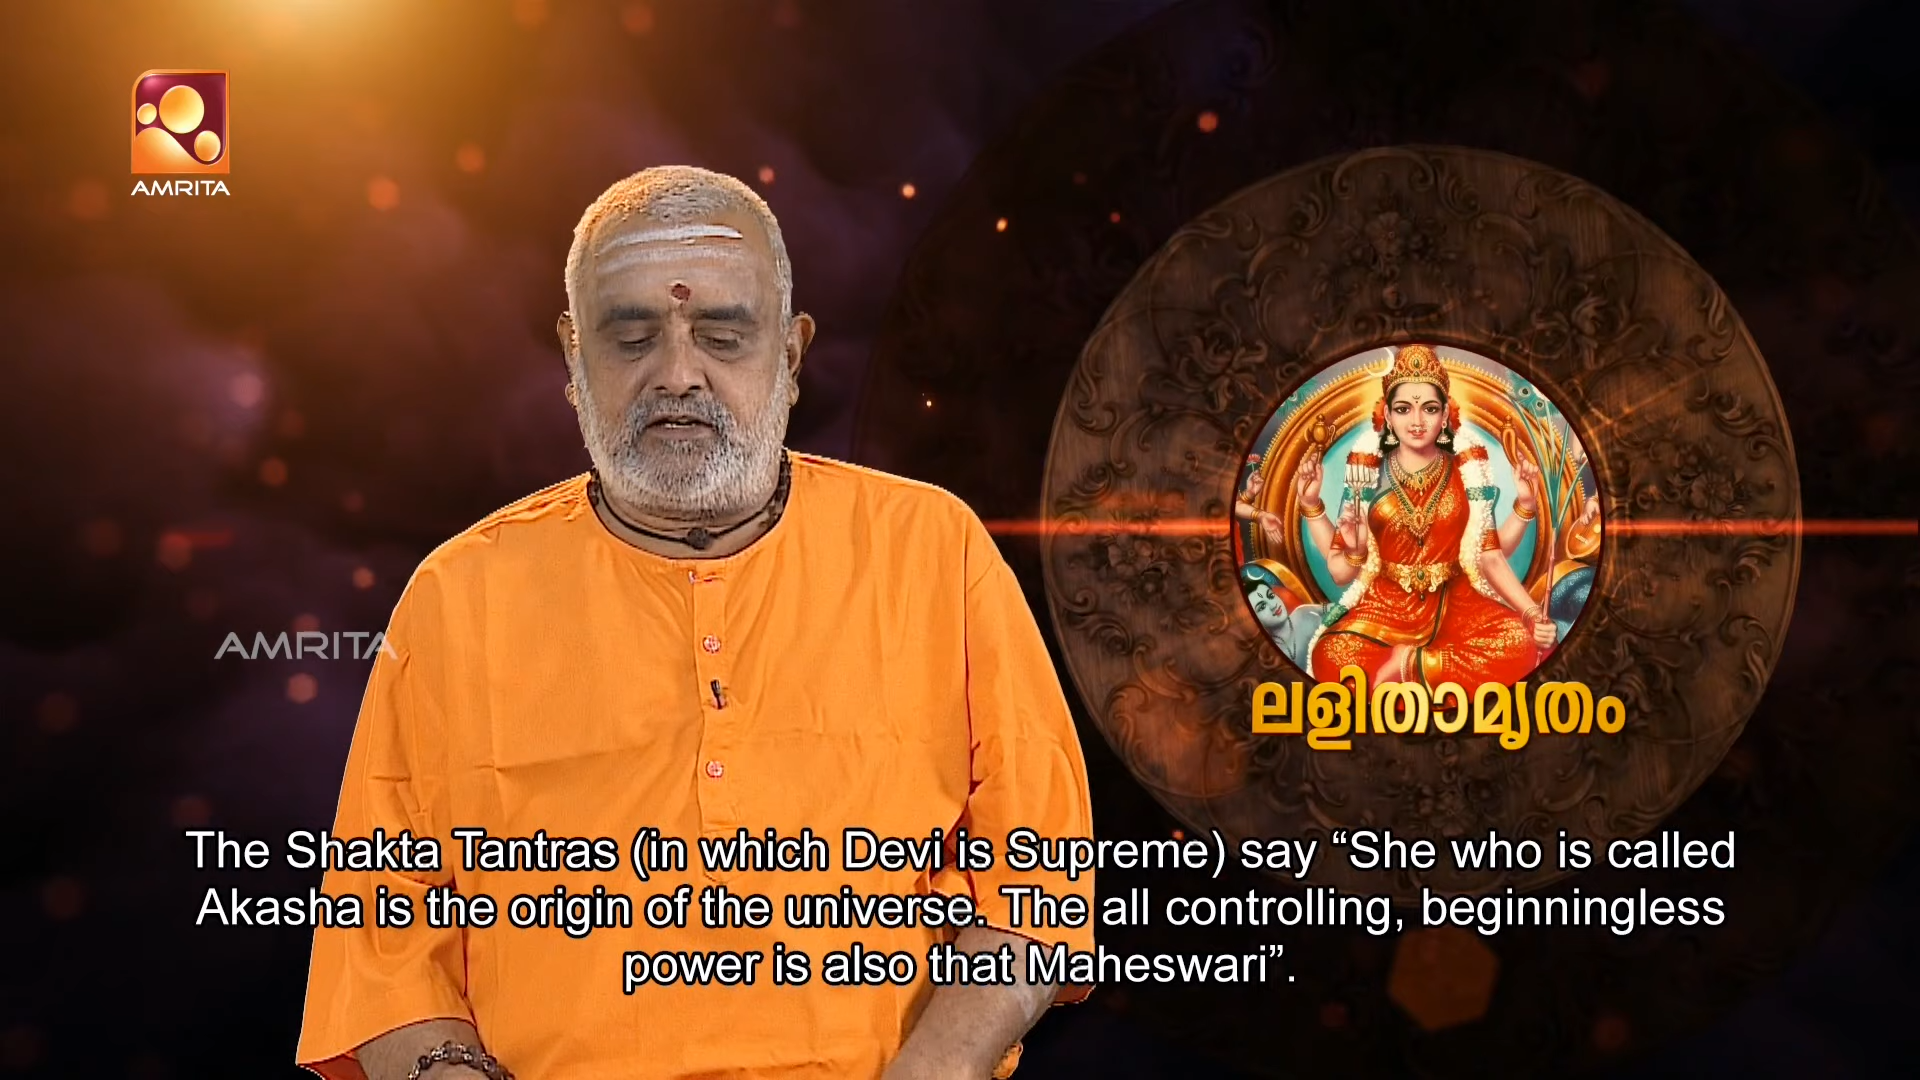 AMRITA
AMRITA
ലളിതാമൃതം
The Shakta Tantras (in which Devi is Supreme) say “She who is called
Akasha is the origin of the universe. The all controlling, beginningless
power is also that Maheswari”.